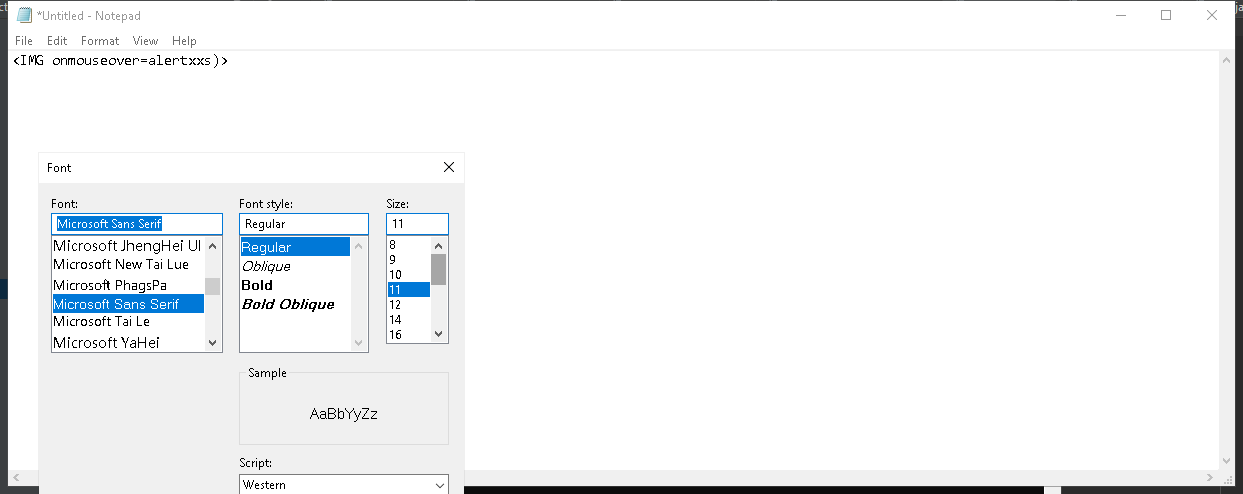 *Untitled - Notepad
File Edit Format View Help
<IMG onmouseover=alertxxs)>
Font
Font: Font style: Size:
Microsoft Sans Serif Regular 11
Microsoft JhengHei UI
Microsoft New Tai Lue
Microsoft PhagsPa
Microsoft Sans Serif
Microsoft Tai Le
Microsoft YaHei
Regular
Oblique
Bold
Bold Oblique
8
9
10
11
12
14
16
Sample
AaBbYyZz
Script:
Western